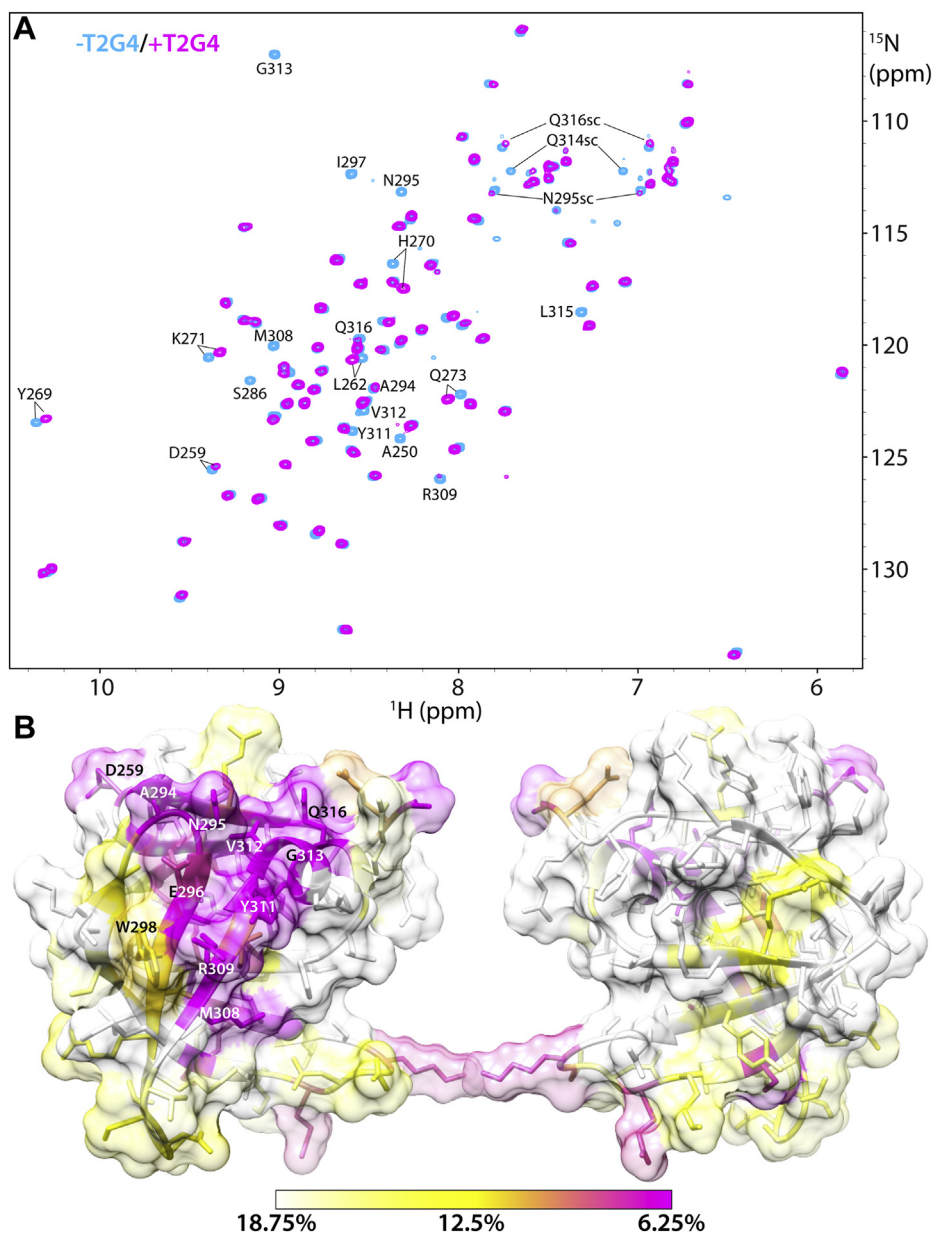 A
-T2G4/+T2G4
15N
(ppm)
G313
110
Q316sc
Q314sc
I297
N295
N295sc
115
H270
L315
K271
M308
Q316
120
S286
L262
A294
Q273
Y269
V312
Y311
A250
D259
125
R309
130
10
9
8
7
6
1H (ppm)
B
D259
A294
N295
Q316
V312
G313
E296
Y311
W298
R309
M308
18.75%
12.5%
6.25%